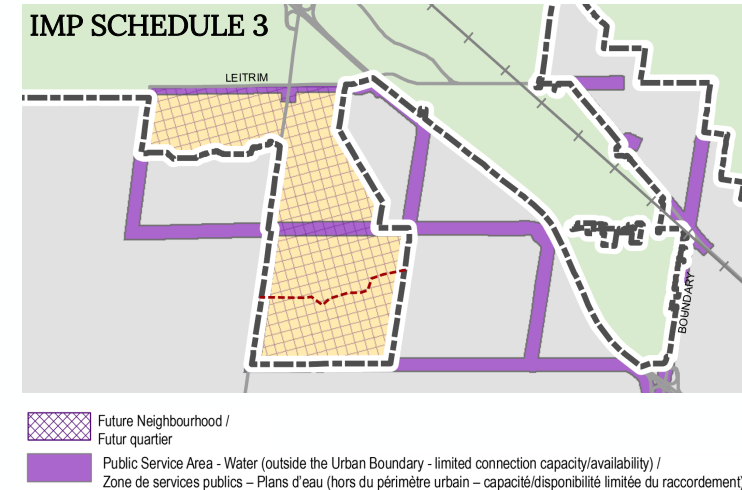 IMP SCHEDULE 3
LEITRIM
BOUNDARY
Future Neighbourhood /
Futur quartier
Public Service Area - Water (outside the Urban Boundary - limited connection capacity/availability) /
Zone de services publics – Plans d'eau (hors du périmètre urbain – capacité/disponibilité limitée du raccordement)